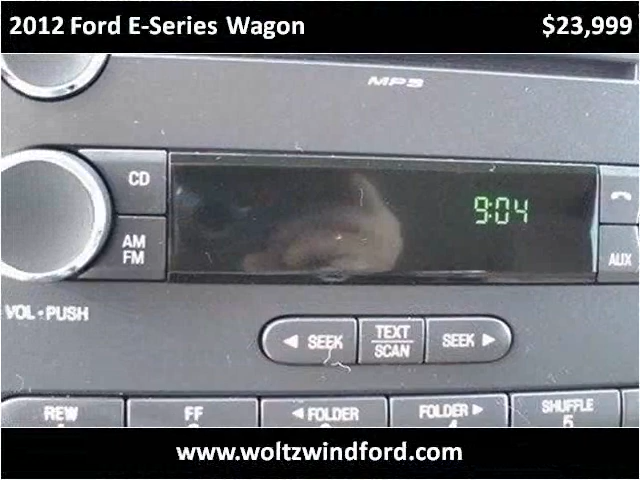 2012 Ford E-Series Wagon $23,999
MP3
CD
9:04
AM
FM
AUX
VOL•PUSH
◄ SEEK
TEXT
SCAN
SEEK ►
REW
FF
◄ FOLDER
FOLDER ►
SHUFFLE
5
www.woltzwindford.com